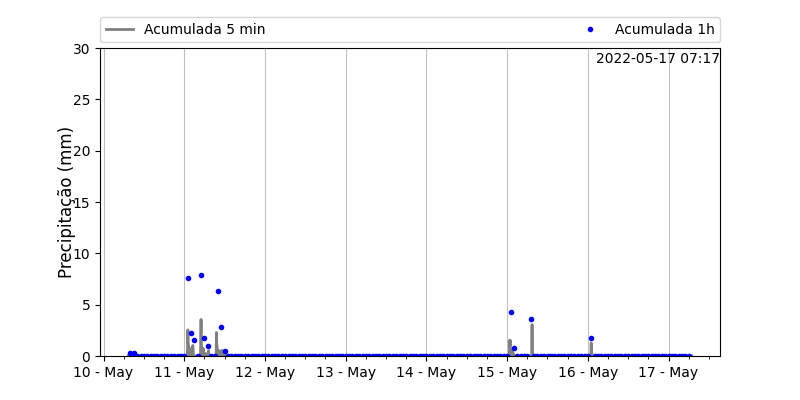 Acumulada 5 min
Acumulada 1h
2022-05-17 07:17
Precipitação (mm)
30
25
20
15
10
5
0
10 - May
11 - May
12 - May
13 - May
14 - May
15 - May
16 - May
17 - May